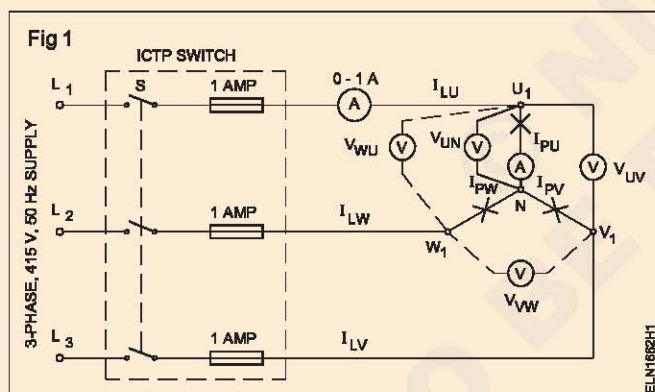 Fig 1
ICTP SWITCH
3-PHASE, 415 V, 50 Hz SUPPLY
L1
S
1 AMP
0 - 1 A
A
ILU
U1
VWU
V
VUN
V
IPU
A
V
VUV
IPW
IPV
N
L2
1 AMP
ILW
W1
V1
V
VVW
L3
1 AMP
ILV
ELN1662H1